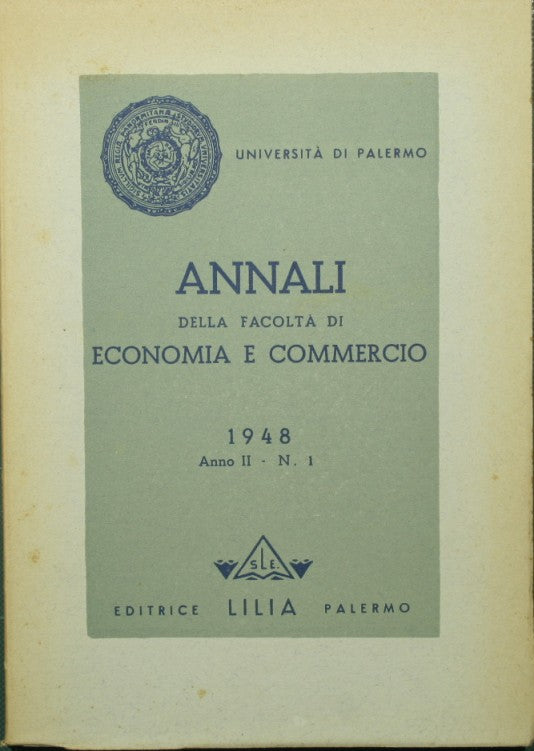 UNIVERSITÀ DI PALERMO
ANNALI
DELLA FACOLTÀ DI
ECONOMIA E COMMERCIO
1948
Anno II - N. 1
S.L.E.
EDITRICE LILIA PALERMO